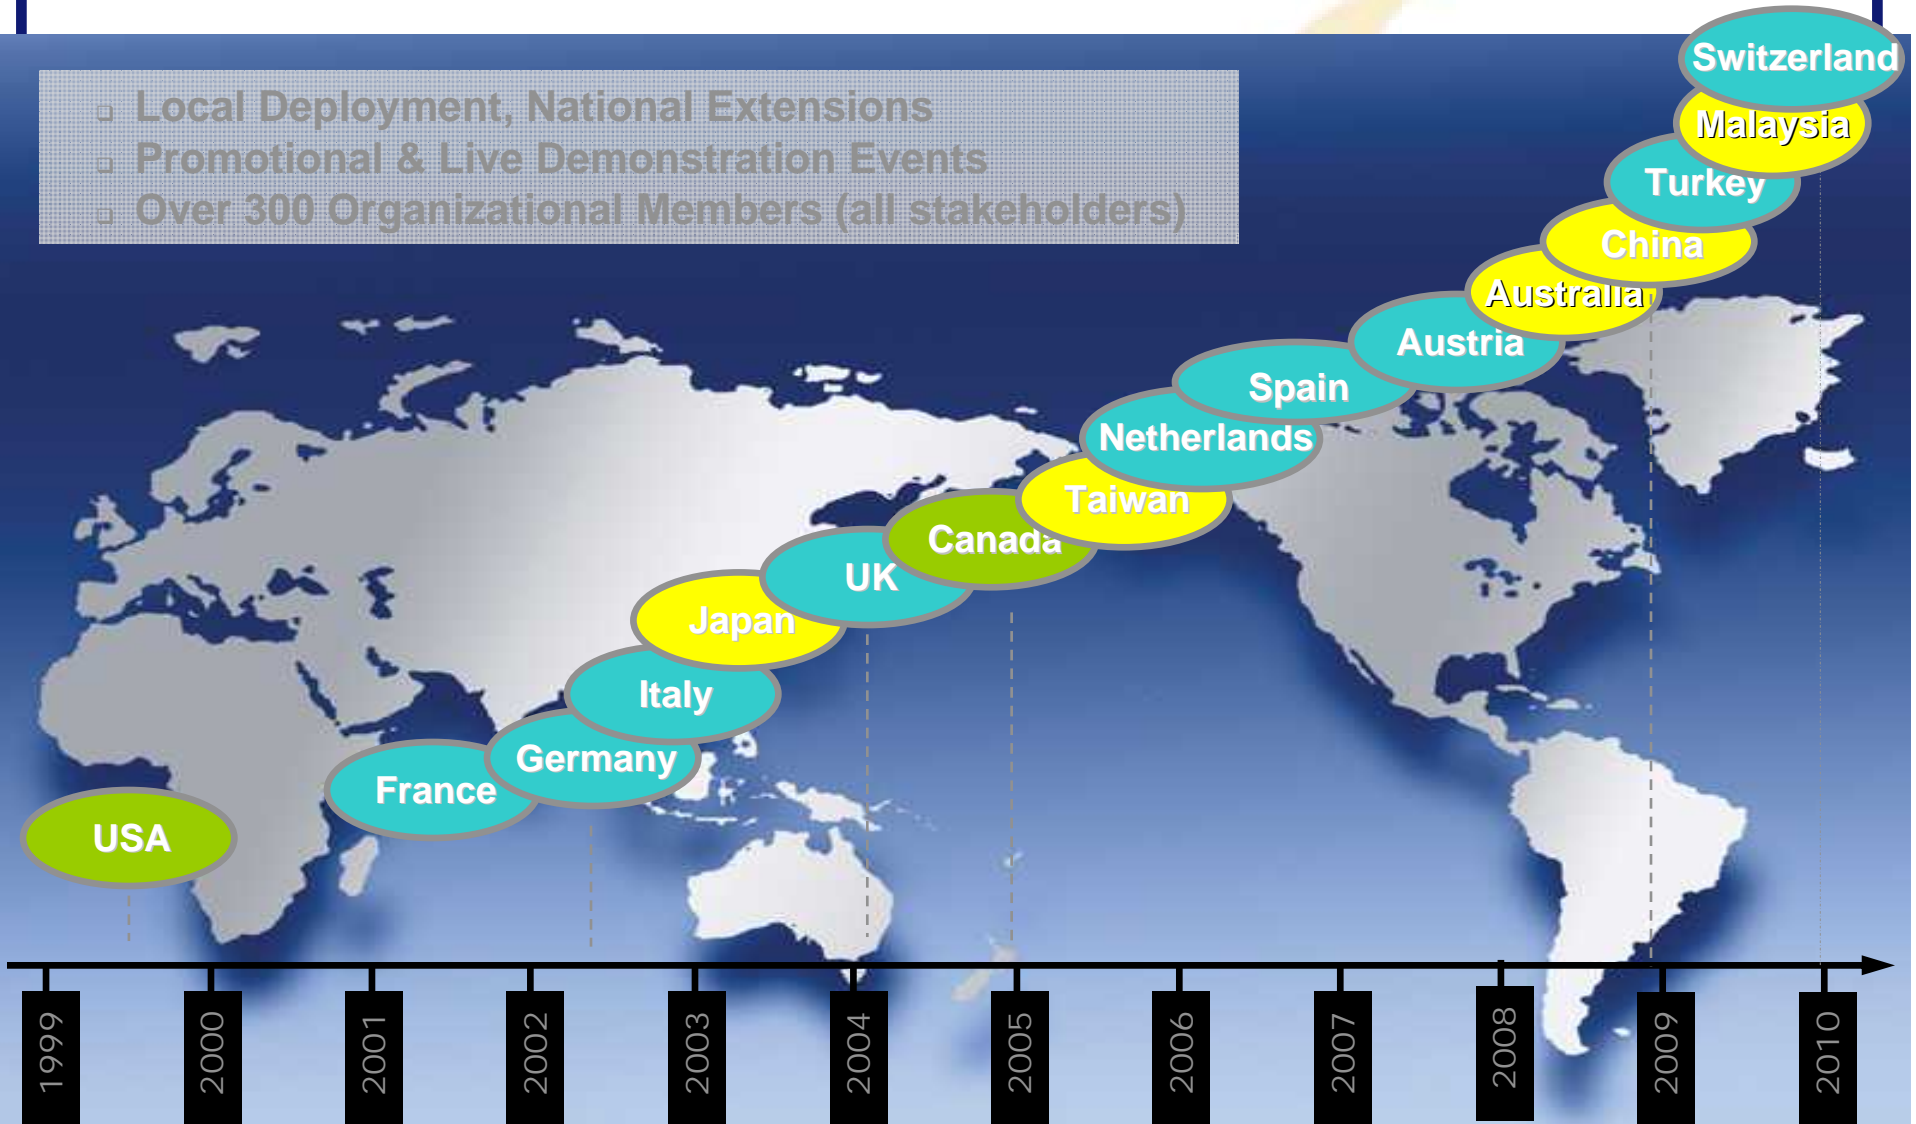 Local Deployment, National Extensions
Promotional & Live Demonstration Events
Over 300 Organizational Members (all stakeholders)
Switzerland
Malaysia
Turkey
China
Australia
Austria
Spain
Netherlands
Taiwan
Canada
UK
Japan
Italy
Germany
France
USA
1999
2000
2001
2002
2003
2004
2005
2006
2007
2008
2009
2010